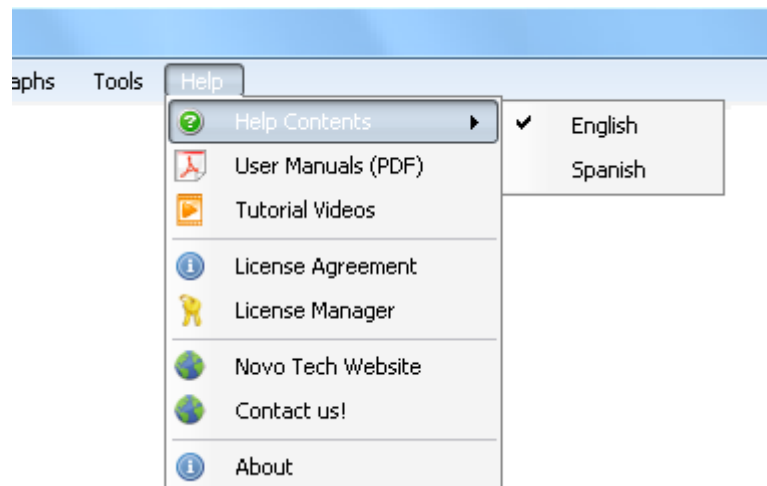 aphs Tools Help
Help Contents
English
User Manuals (PDF)
Spanish
Tutorial Videos
License Agreement
License Manager
Novo Tech Website
Contact us!
About